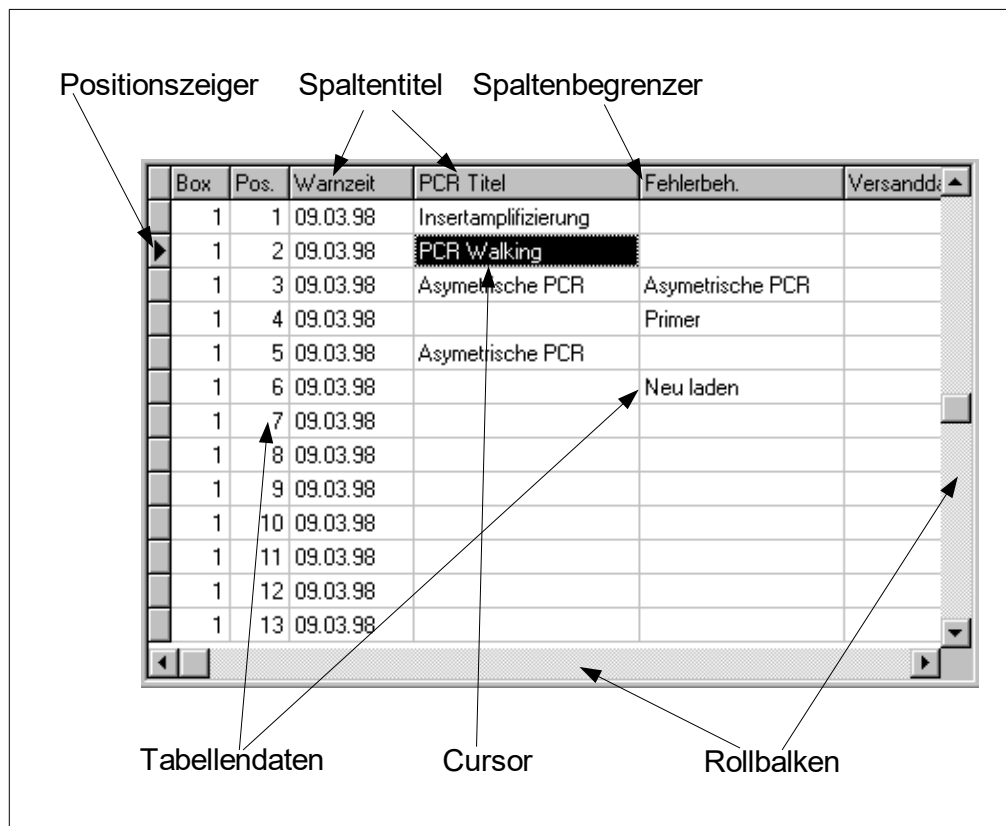 Positionszeiger Spaltentitel Spaltenbegrenzer
Box Pos. Warnzeit PCR Titel Fehlerbeh. Versandda
1 1 09.03.98 Insertamplifizierung
1 2 09.03.98 PCR Walking
1 3 09.03.98 Asymetrische PCR Asymetrische PCR
1 4 09.03.98 Primer
1 5 09.03.98 Asymetrische PCR
1 6 09.03.98 Neu laden
1 7 09.03.98
1 8 09.03.98
1 9 09.03.98
1 10 09.03.98
1 11 09.03.98
1 12 09.03.98
1 13 09.03.98
Tabellendaten Cursor Rollbalken